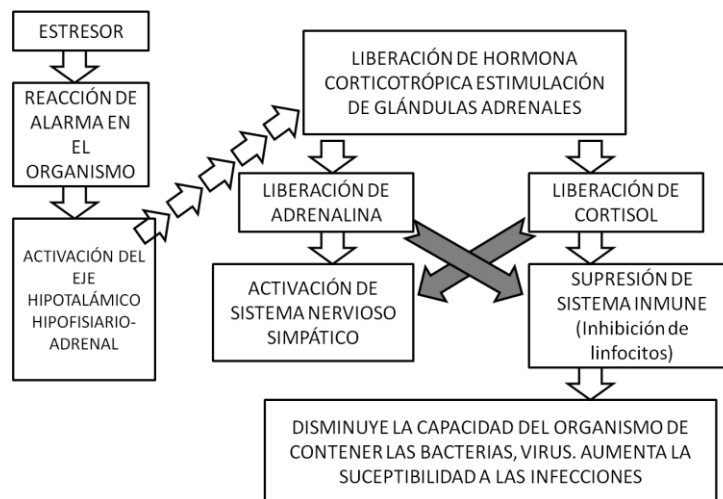 ESTRESOR
REACCIÓN DE
ALARMA EN
EL
ORGANISMO
ACTIVACIÓN DEL
EJE
HIPOTALÁMICO
HIPOFISIARIO-
ADRENAL
LIBERACIÓN DE HORMONA
CORTICOTRÓPICA ESTIMULACIÓN
DE GLÁNDULAS ADRENALES
LIBERACIÓN DE
ADRENALINA
LIBERACIÓN DE
CORTISOL
ACTIVACIÓN DE
SISTEMA NERVIOSO
SIMPÁTICO
SUPRESIÓN DE
SISTEMA INMUNE
(Inhibición de
linfocitos)
DISMINUYE LA CAPACIDAD DEL ORGANISMO DE
CONTENER LAS BACTERIAS, VIRUS. AUMENTA LA
SUCEPTIBILIDAD A LAS INFECCIONES